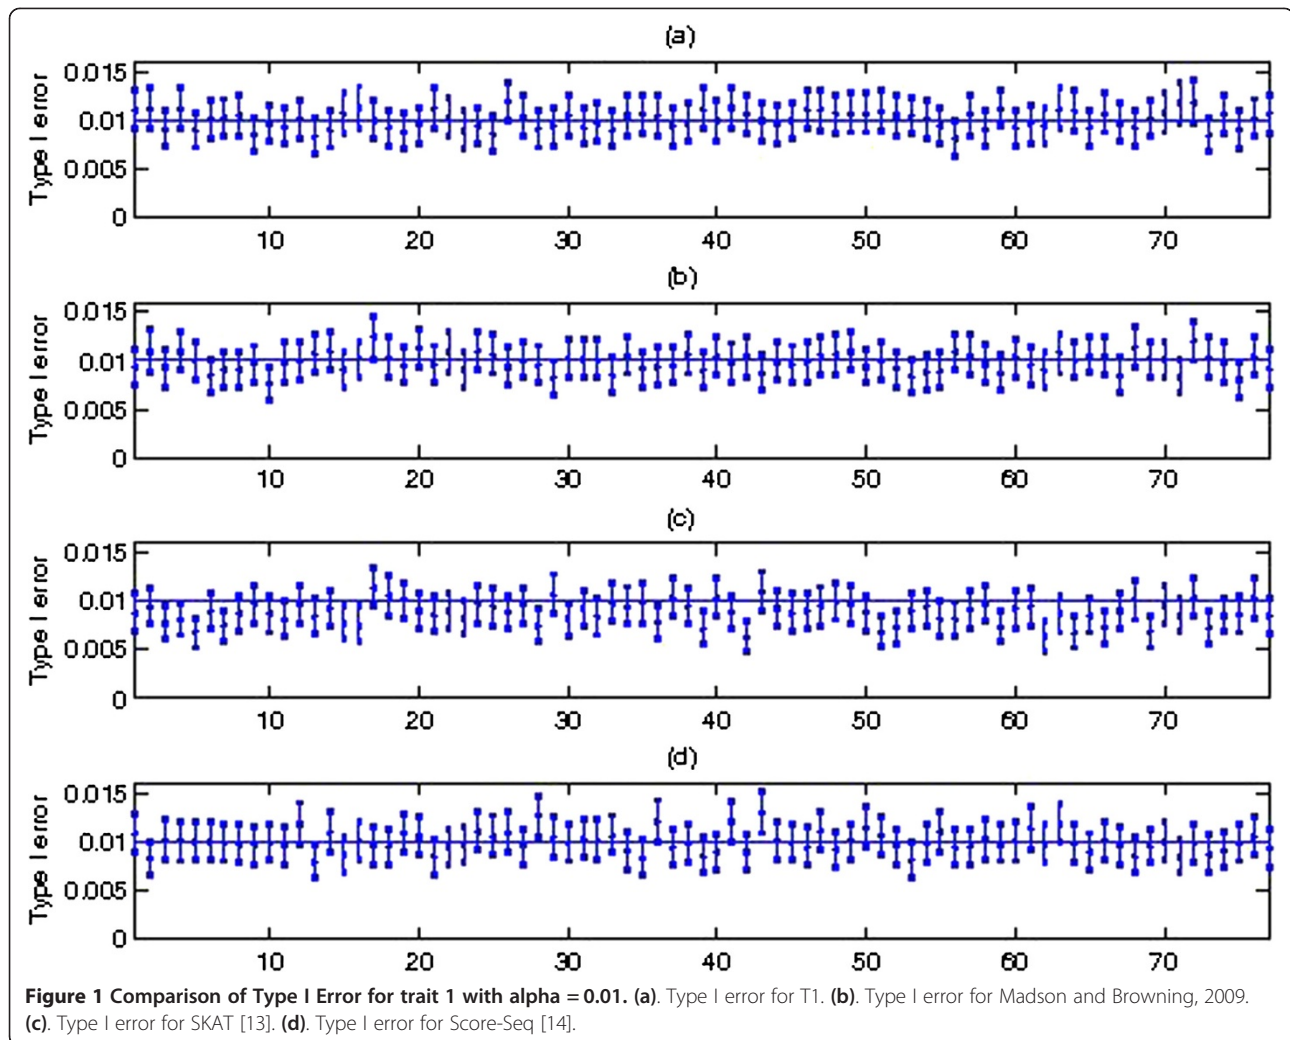 (a)
Type I error
0.015
0.01
0.005
0
10 20 30 40 50 60 70
(b)
Type I error
0.015
0.01
0.005
0
10 20 30 40 50 60 70
(c)
Type I error
0.015
0.01
0.005
0
10 20 30 40 50 60 70
(d)
Type I error
0.015
0.01
0.005
0
10 20 30 40 50 60 70
Figure 1 Comparison of Type I Error for trait 1 with alpha = 0.01. (a). Type I error for T1. (b). Type I error for Madson and Browning, 2009.
(c). Type I error for SKAT [13]. (d). Type I error for Score-Seq [14].